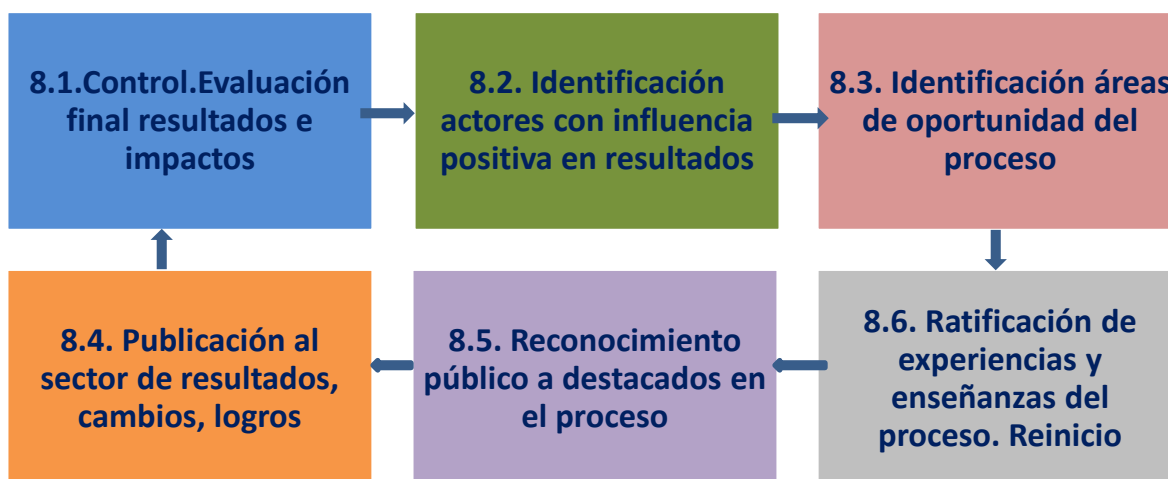 8.1.Control.Evaluación
final resultados e
impactos
8.2. Identificación
actores con influencia
positiva en resultados
8.3. Identificación áreas
de oportunidad del
proceso
8.4. Publicación al
sector de resultados,
cambios, logros
8.5. Reconocimiento
público a destacados en
el proceso
8.6. Ratificación de
experiencias y
enseñanzas del
proceso. Reinicio